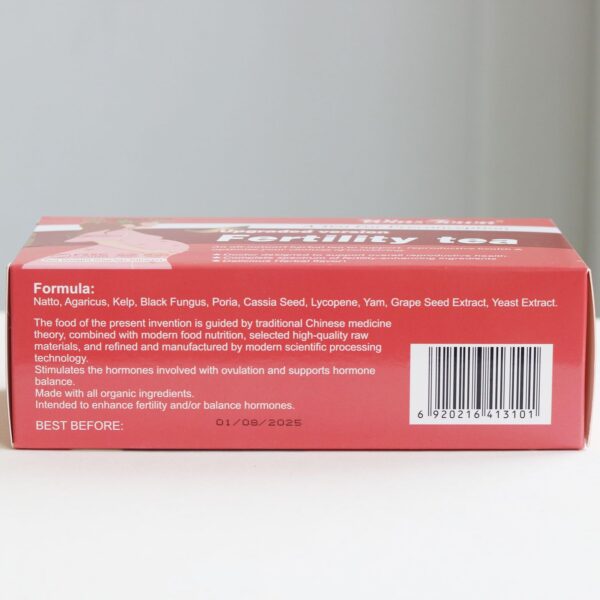 Upgraded version
Fertility tea
Formula:
Natto, Agaricus, Kelp, Black Fungus, Poria, Cassia Seed, Lycopene, Yam, Grape Seed Extract, Yeast Extract.
The food of the present invention is guided by traditional Chinese medicine
theory, combined with modern food nutrition, selected high-quality raw
materials, and refined and manufactured by modern scientific processing
technology.
Stimulates the hormones involved with ovulation and supports hormone
balance.
Made with all organic ingredients.
Intended to enhance fertility and/or balance hormones.
BEST BEFORE: 01/08/2025
6 920216 413101